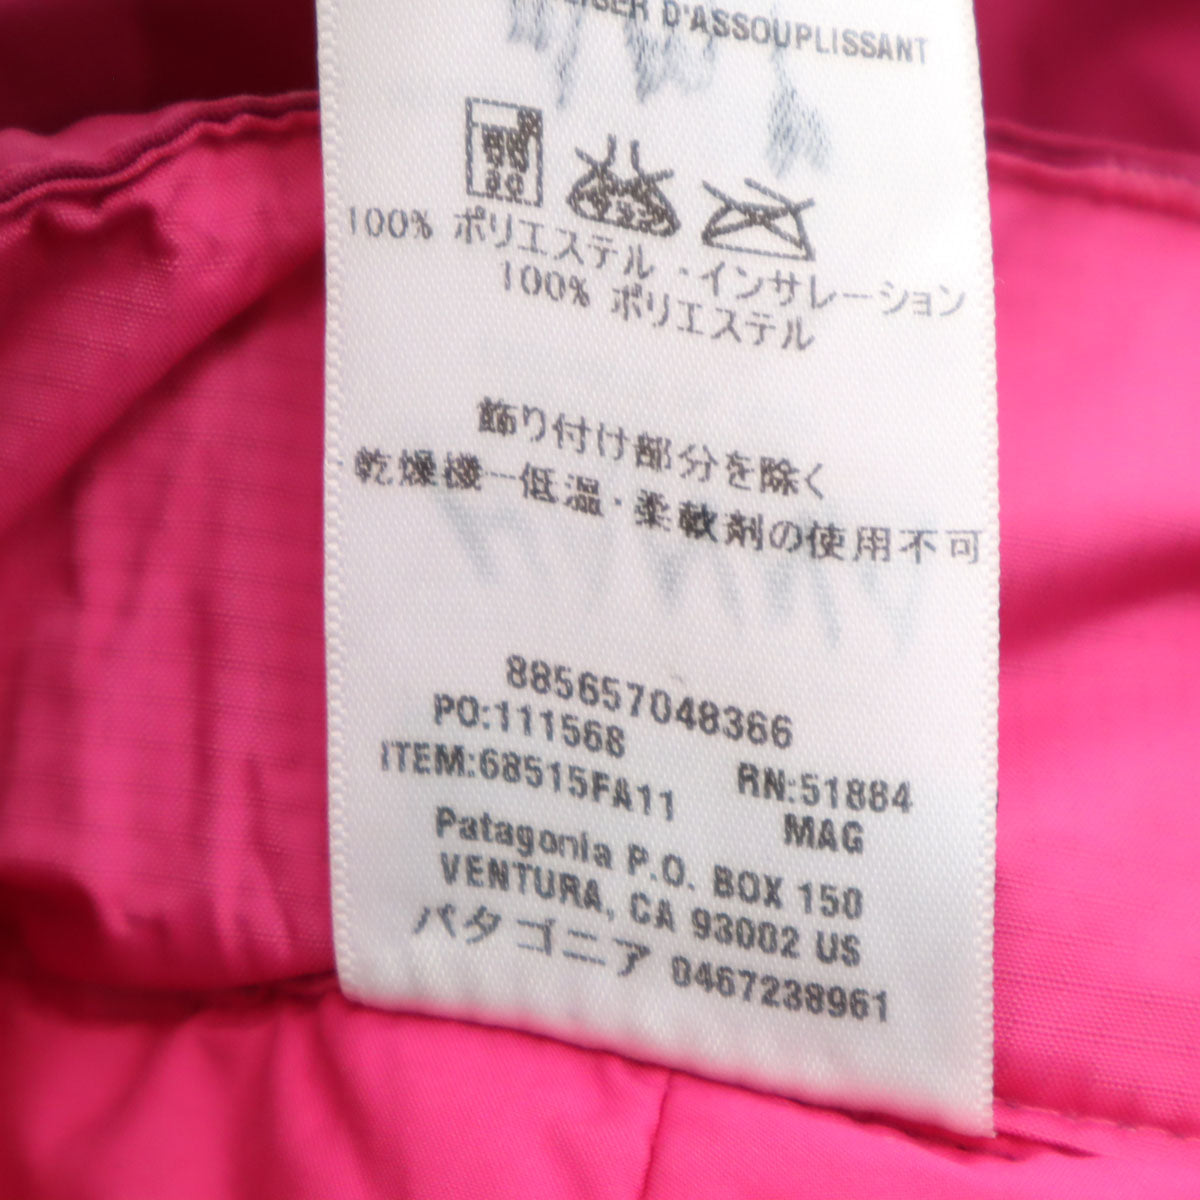 D'ASSOUPLISSANT
100% ポリエステル ・インサレーション
100% ポリエステル
飾り付け部分を除く
乾燥機―低温・柔軟剤の使用不可
885657048366
PO:111568 RN:51884
ITEM:68515FA11 MAG
Patagonia P.O. BOX 150
VENTURA, CA 93002 US
パタゴニア 0467238961